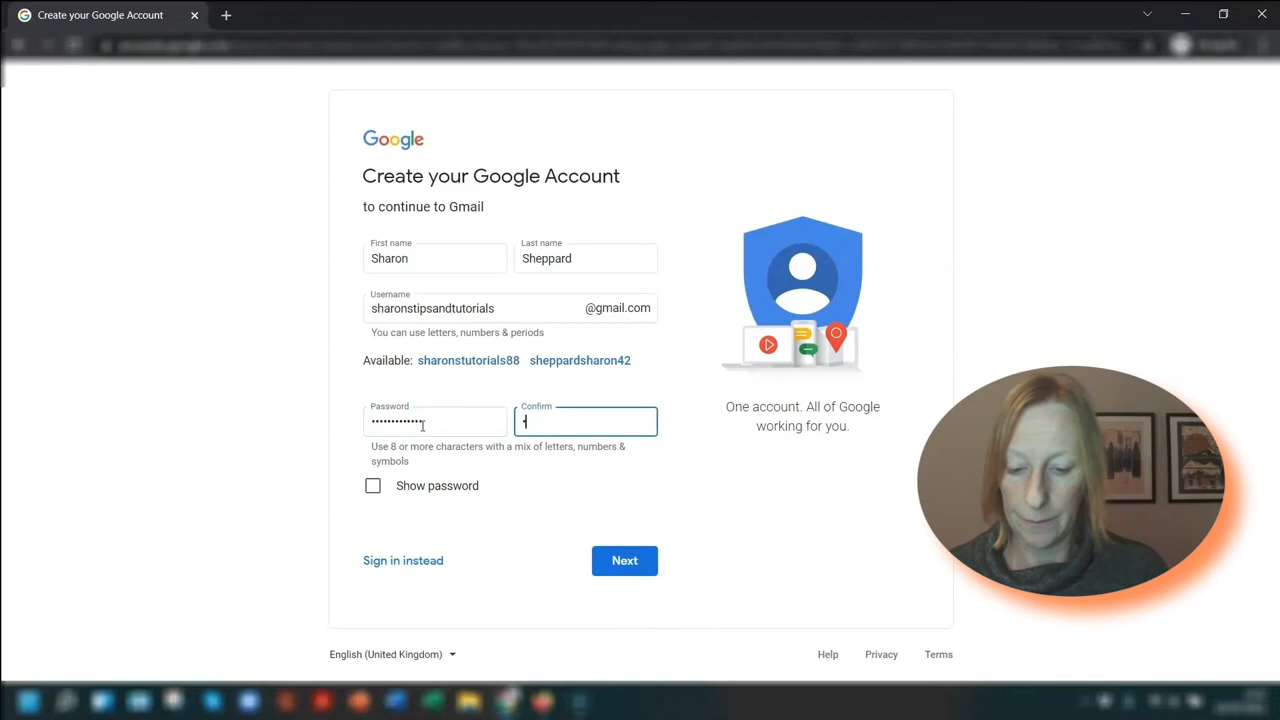 Create your Google Account
Google
Create your Google Account
to continue to Gmail
First name
Last name
Sharon
Sheppard
Username
sharonstipsandtutorials
@gmail.com
You can use letters, numbers & periods
Available: sharonstutorials88 sheppardsharon42
Password
Confirm
Use 8 or more characters with a mix of letters, numbers &
symbols
Show password
Sign in instead
Next
One account. All of Google
working for you.
English (United Kingdom)
Help
Privacy
Terms